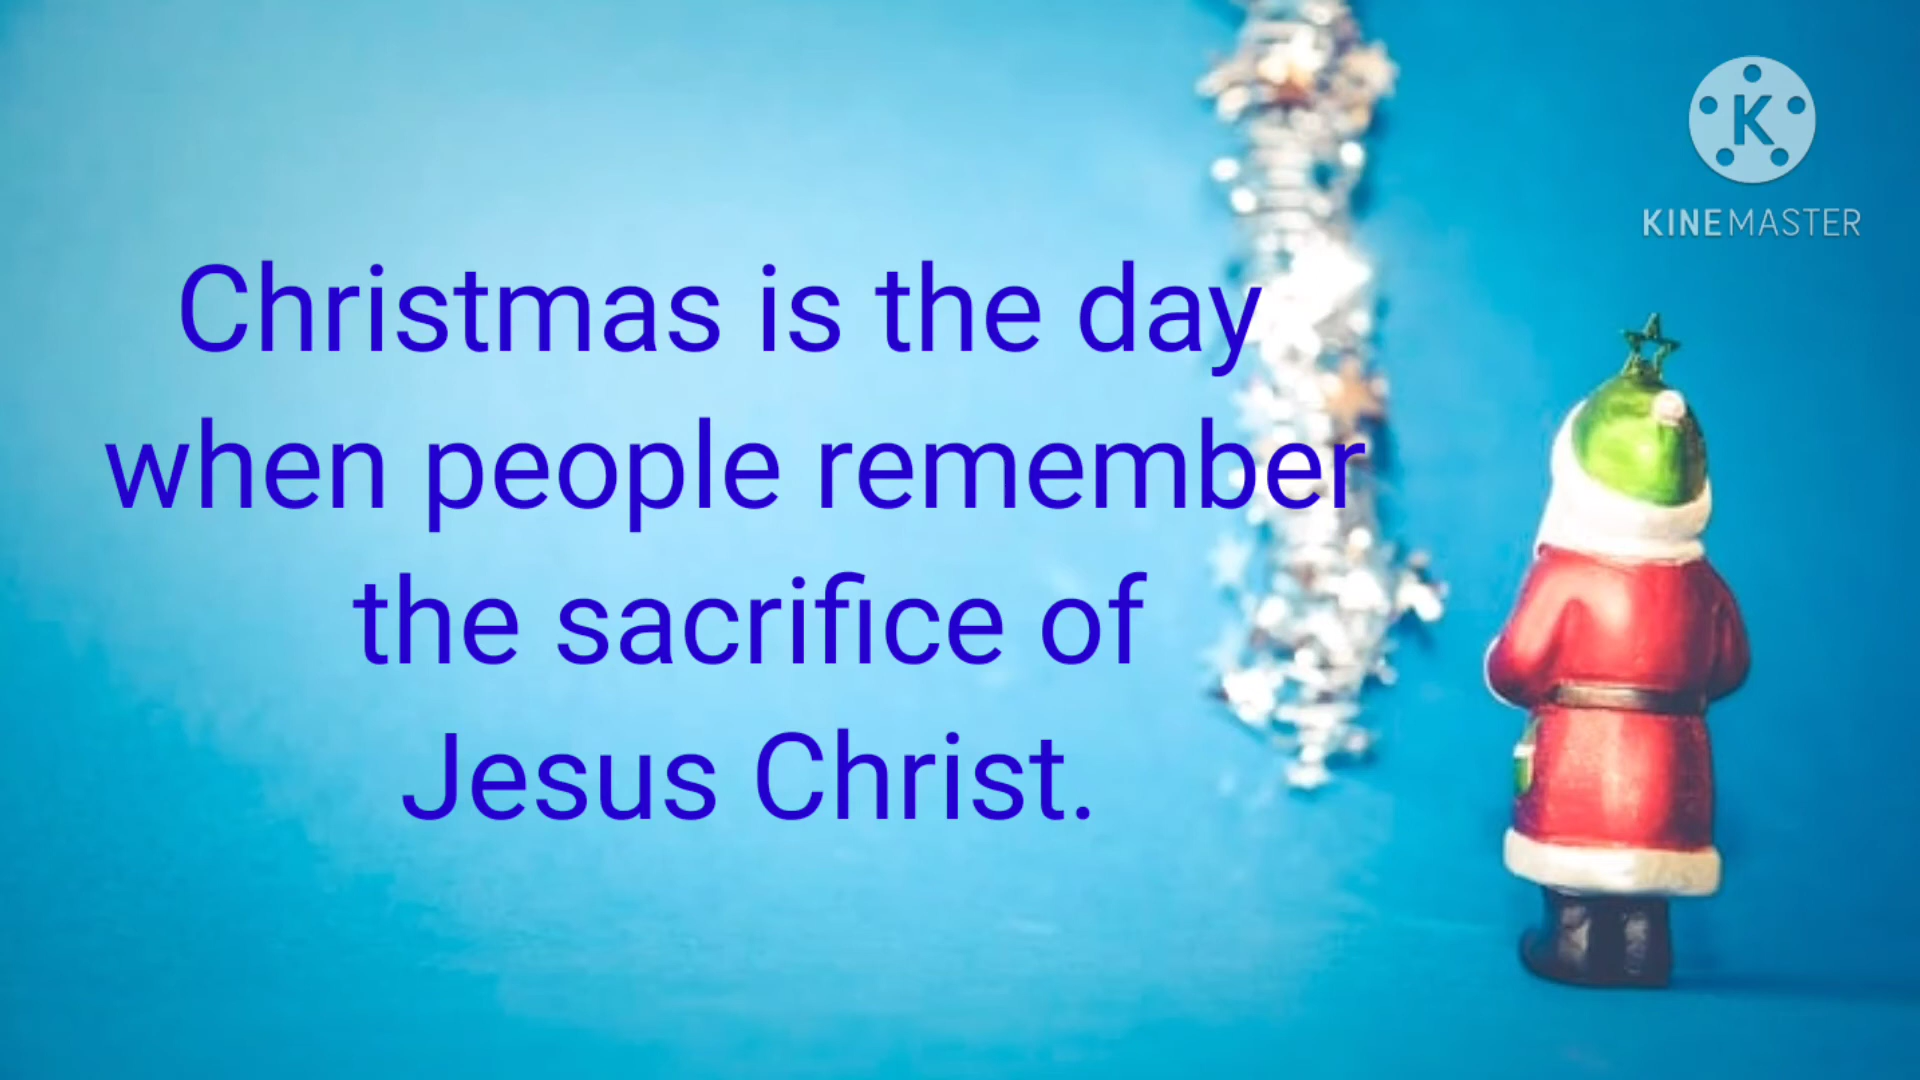 K
KINEMASTER
Christmas is the day
when people remember
the sacrifice of
Jesus Christ.